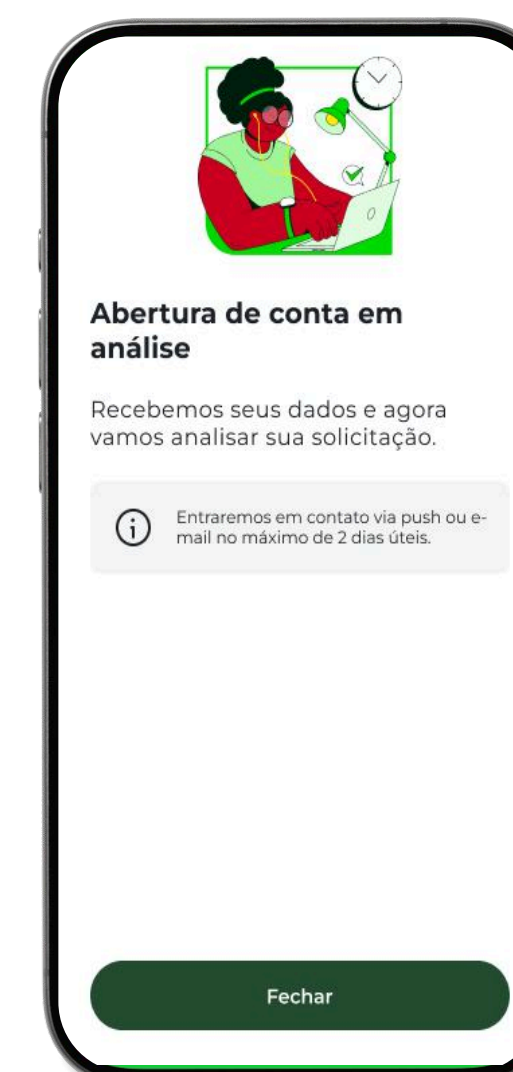 Abertura de conta em
análise
Recebemos seus dados e agora
vamos analisar sua solicitação.
Entraremos em contato via push ou e-
mail no máximo de 2 dias úteis.
Fechar